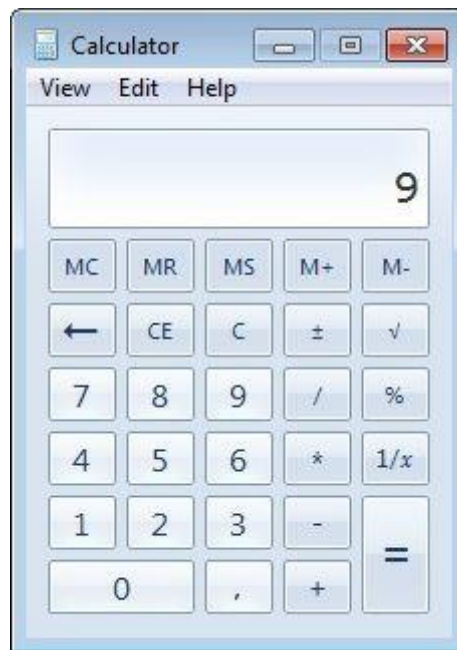 Calculator
View Edit Help
9
MC MR MS M+ M-
← CE C ± √
7 8 9 / %
4 5 6 * 1/x
1 2 3 - =
0 , +